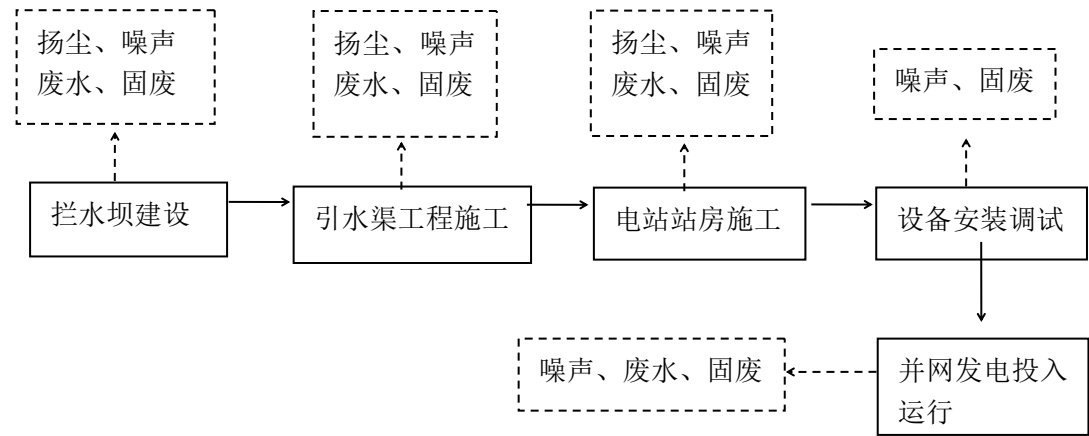 扬尘、噪声
废水、固废
扬尘、噪声
废水、固废
扬尘、噪声
废水、固废
噪声、固废
拦水坝建设
引水渠工程施工
电站站房施工
设备安装调试
噪声、废水、固废
并网发电投入
运行